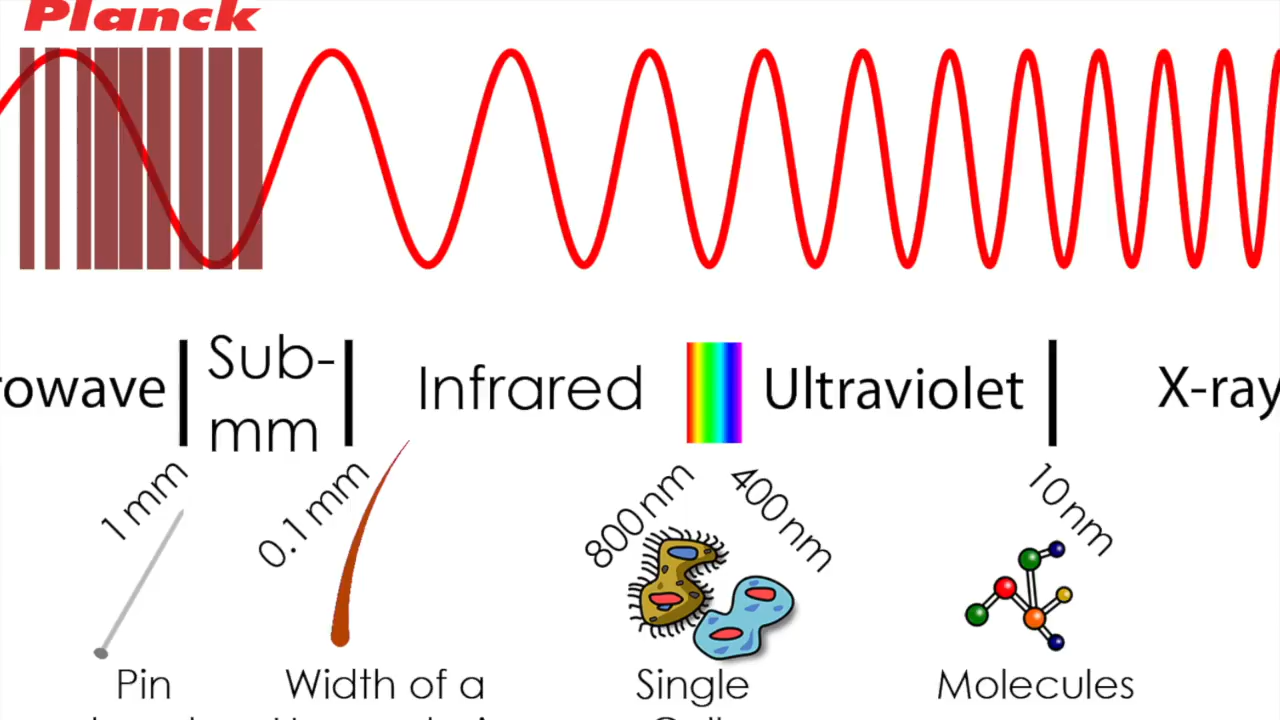 Planck
rowave
Sub-
mm
Infrared
Ultraviolet
X-ray
1 mm
0.1 mm
800 nm
400 nm
10 nm
Pin
Width of a
Single
Molecules